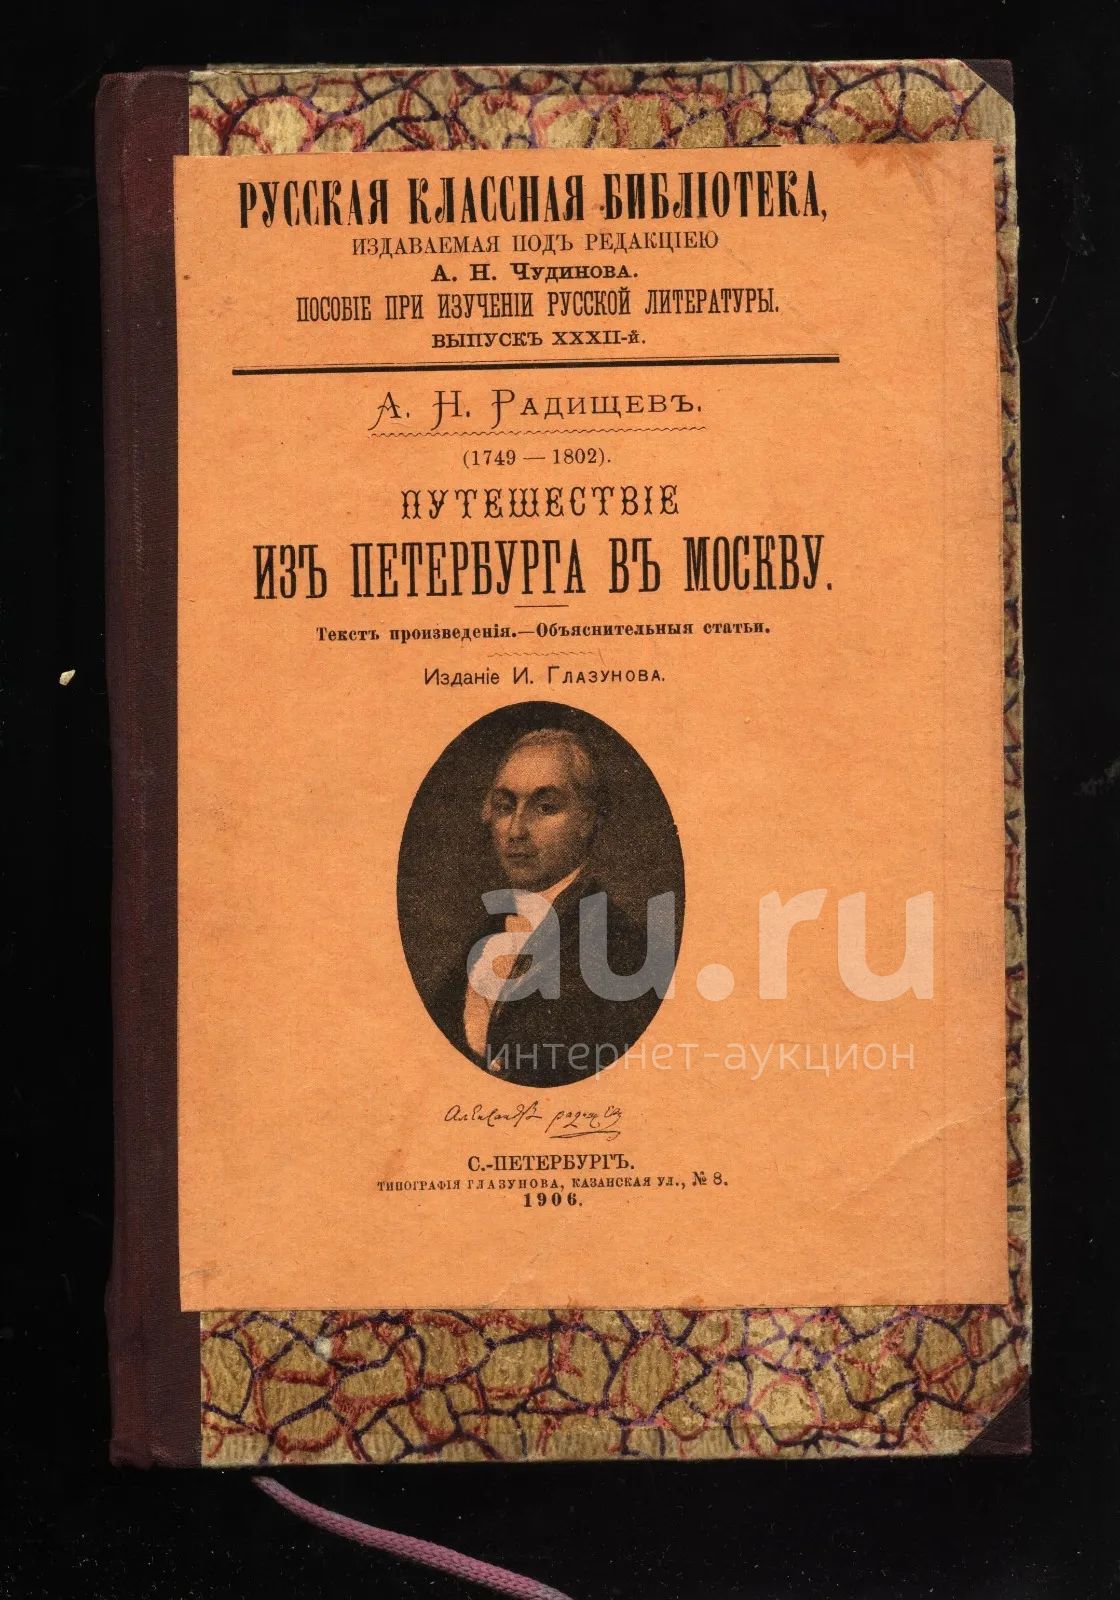 РУССКАЯ КЛАССНАЯ БИБЛІОТЕКА,
ИЗДАВАЕМАЯ ПОДЪ РЕДАКЦІЕЮ
А. Н. Чудинова.
ПОСОБІЕ ПРИ ИЗУЧЕНІИ РУССКОЙ ЛИТЕРАТУРЫ.
ВЫПУСКЪ XXXII-й.
А. Н. Радищевъ.
(1749 — 1802).
ПУТЕШЕСТВІЕ
ИЗЪ ПЕТЕРБУРГА ВЪ МОСКВУ.
Текстъ произведенія.—Объяснительныя статьи.
Изданіе И. Глазунова.
au.ru
интернет-аукцион
Александръ Радищевъ
С.-ПЕТЕРБУРГЪ.
ТИПОГРАФІЯ ГЛАЗУНОВА, КАЗАНСКАЯ УЛ., № 8.
1906.